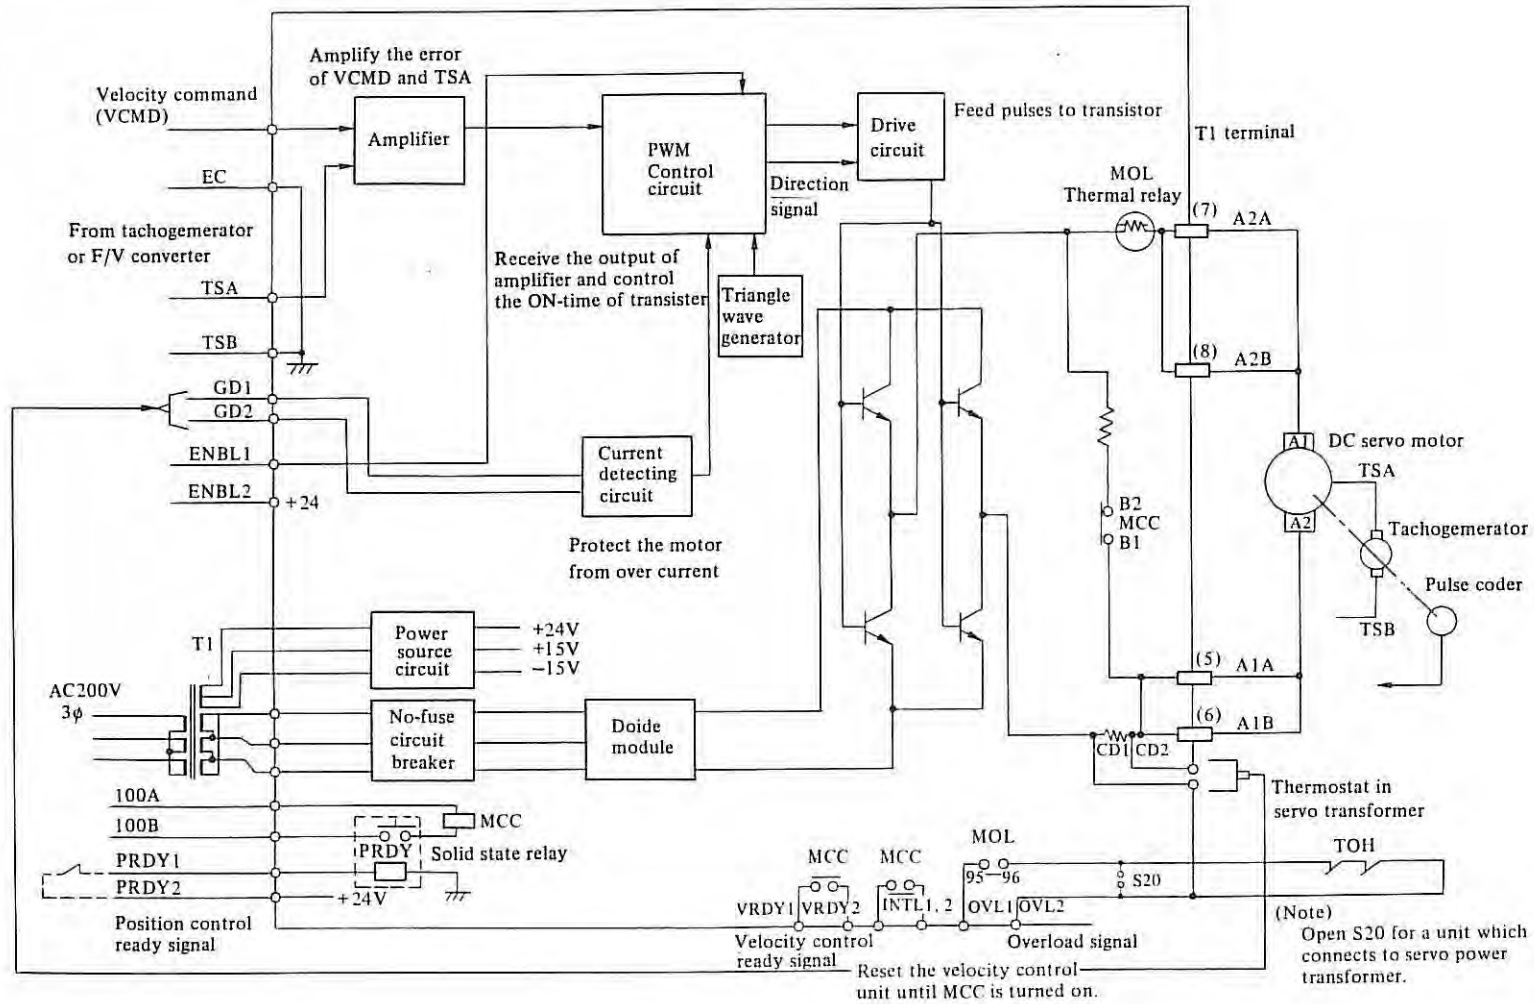 Amplify the error
of VCMD and TSA
Velocity command
(VCMD)
Amplifier
PWM
Control
circuit
Drive
circuit
Feed pulses to transistor
T1 terminal
EC
Direction
signal
MOL
Thermal relay
(7)
A2A
From tachogemerator
or F/V converter
Receive the output of
amplifier and control
the ON-time of transister
TSA
Triangle
wave
generator
TSB
(8)
A2B
GD1
GD2
ENBL1
ENBL2
+24
Current
detecting
circuit
Protect the motor
from over current
A1
DC servo motor
TSA
A2
B2
MCC
B1
Tachogemerator
Pulse coder
TSB
T1
Power
source
circuit
+24V
+15V
−15V
AC200V
3φ
No-fuse
circuit
breaker
Doide
module
(5)
A1A
(6)
A1B
CD1
CD2
Thermostat in
servo transformer
100A
100B
MCC
PRDY
Solid state relay
PRDY1
PRDY2
+24V
Position control
ready signal
MCC
MCC
MOL
95
96
S20
TOH
VRDY1
VRDY2
INTL1, 2
OVL1
OVL2
Velocity control
ready signal
Overload signal
(Note)
Open S20 for a unit which
connects to servo power
transformer.
Reset the velocity control
unit until MCC is turned on.